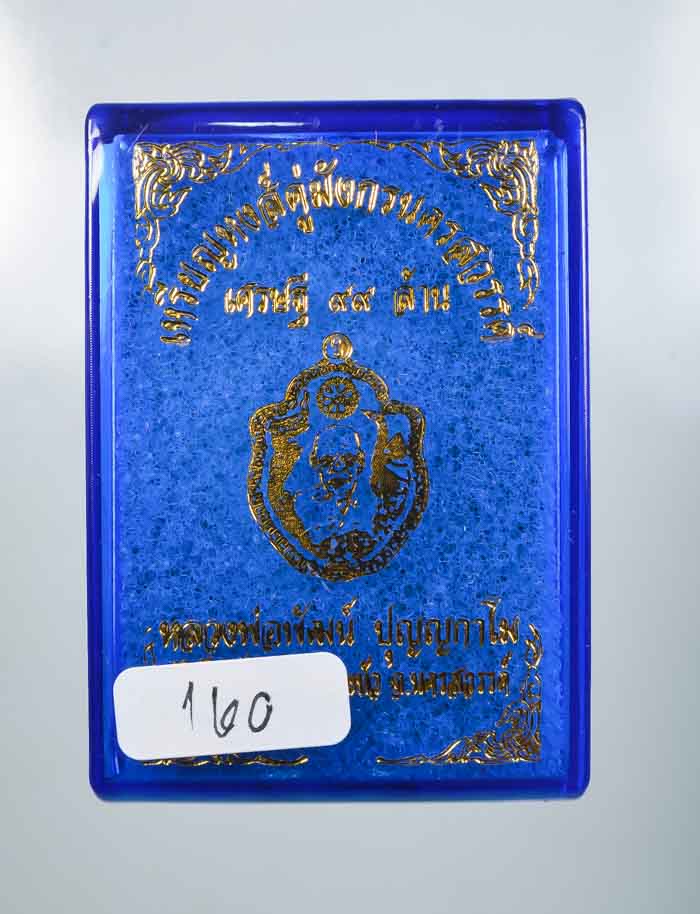 เหรียญหงส์คู่มังกรนครสวรรค์
เศรษฐี ๙๙ ล้าน
หลวงพ่อพัฒน์ ปุญญกาโม
จ.นครสวรรค์
160